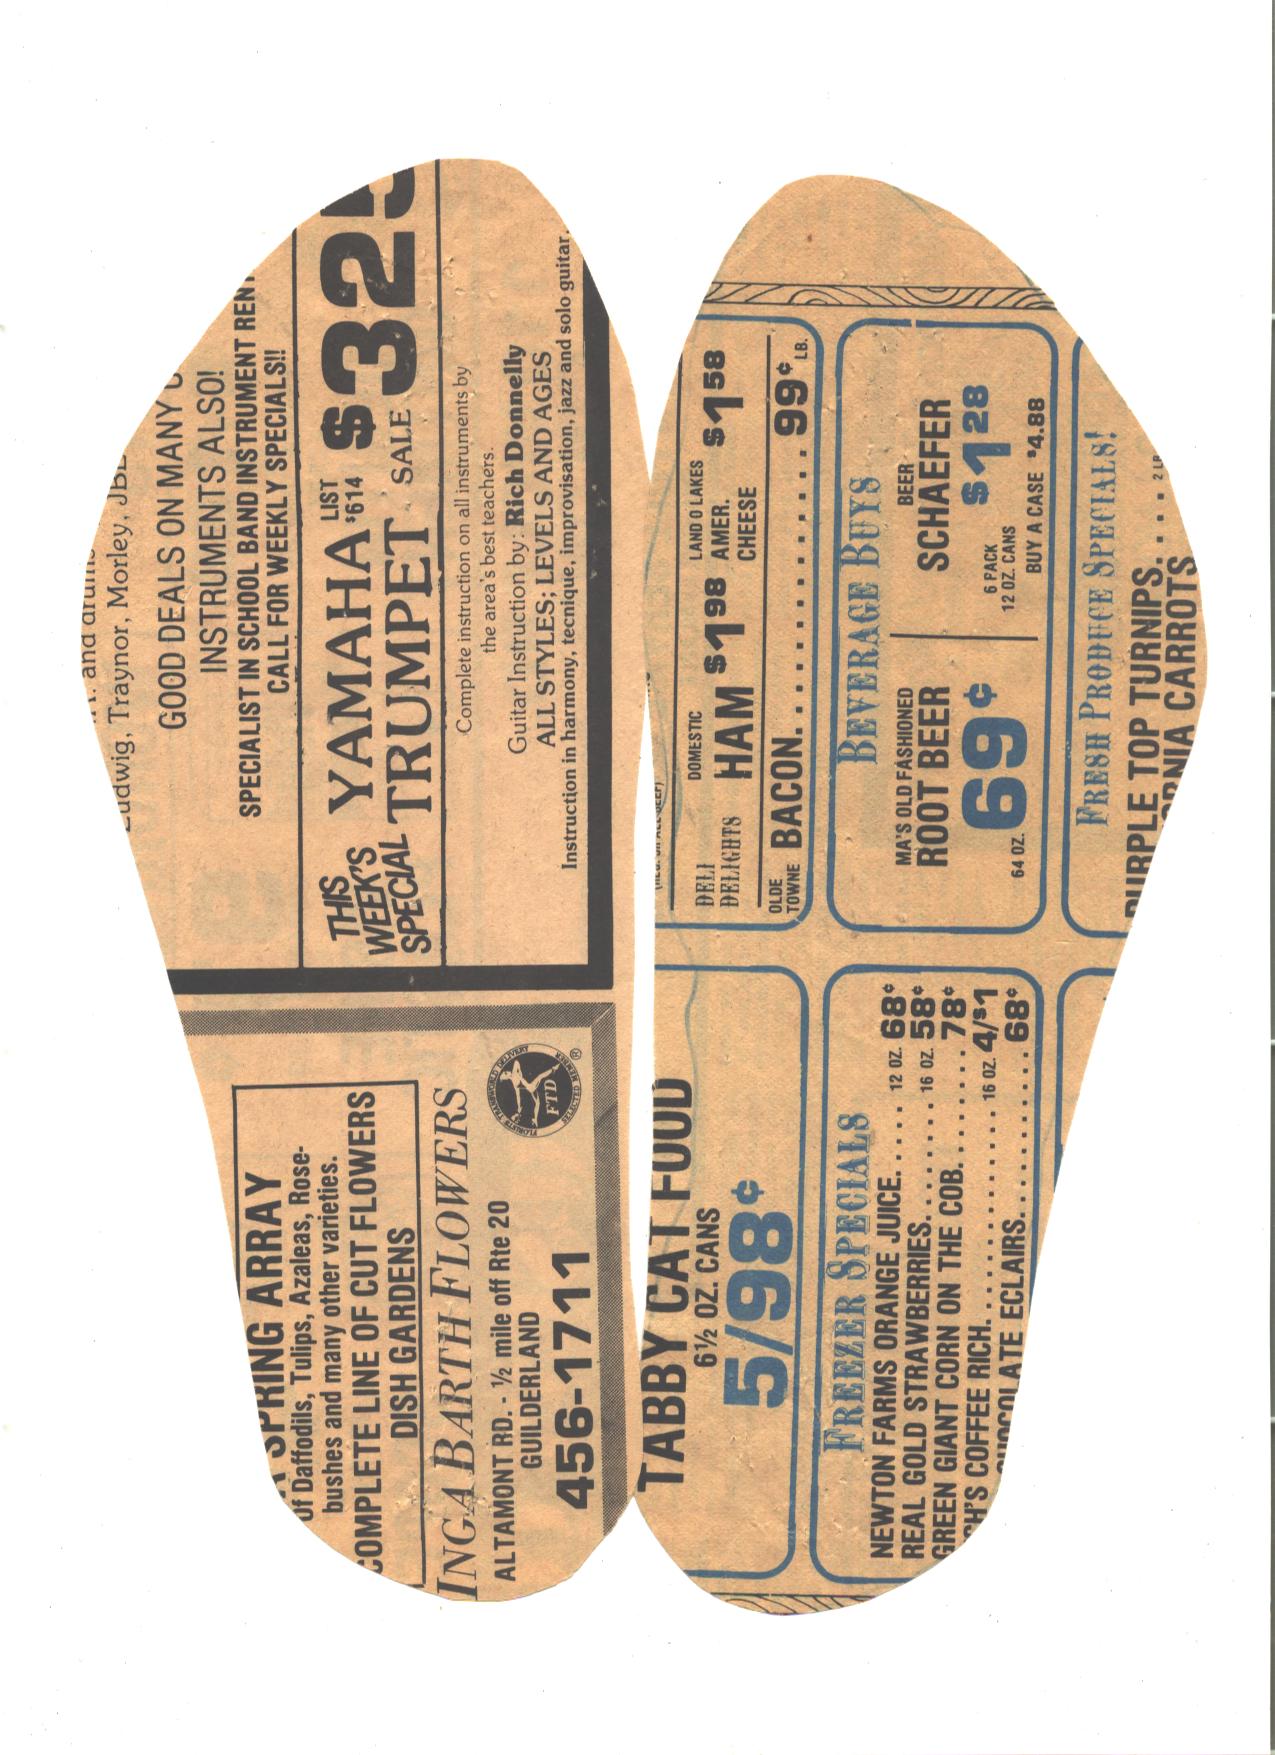 Ludwig, Traynor, Morley,
GOOD DEALS ON MANY
INSTRUMENTS ALSO!
SPECIALIST IN SCHOOL BAND INSTRUMENT
CALL FOR WEEKLY SPECIALS!!
THIS
WEEK'S
SPECIAL
YAMAHA LIST
$614
TRUMPET SALE
$325
Complete instruction on all instruments by
the area's best teachers.
Guitar Instruction by: Rich Donnelly
ALL STYLES; LEVELS AND AGES
Instruction in harmony, tecnique, improvisation, jazz and solo guitar.
SPRING ARRAY
Of Daffodils, Tulips, Azaleas, Rose-
bushes and many other varieties.
COMPLETE LINE OF CUT FLOWERS
DISH GARDENS
INGA BARTH FLOWERS
ALTAMONT RD. - ½ mile off Rte 20
GUILDERLAND
456-1711
FLORISTS' TRANSWORLD DELIVERY
FTD
SELECTED MEMBER
®
DELI
DELIGHTS
DOMESTIC
HAM $1 98
LAND O LAKES
AMER.
CHEESE
$1 58
OLDE
TOWNE BACON........................ 99¢ LB.
BEVERAGE BUYS
MA'S OLD FASHIONED
ROOT BEER
64 OZ. 69¢
BEER
SCHAEFER
6 PACK
12 OZ. CANS
$1 28
BUY A CASE $4.88
FRESH PRODUCE SPECIALS!
PURPLE TOP TURNIPS.... 2 LB.
CARROTS
TABBY CAT FOOD
6½ OZ. CANS
5/98¢
FREEZER SPECIALS
NEWTON FARMS ORANGE JUICE..... 12 OZ. 68¢
REAL GOLD STRAWBERRIES........ 16 OZ. 58¢
GREEN GIANT CORN ON THE COB........ 78¢
COFFEE RICH............ 16 OZ. 4/$1
CHOCOLATE ECLAIRS.............. 68¢